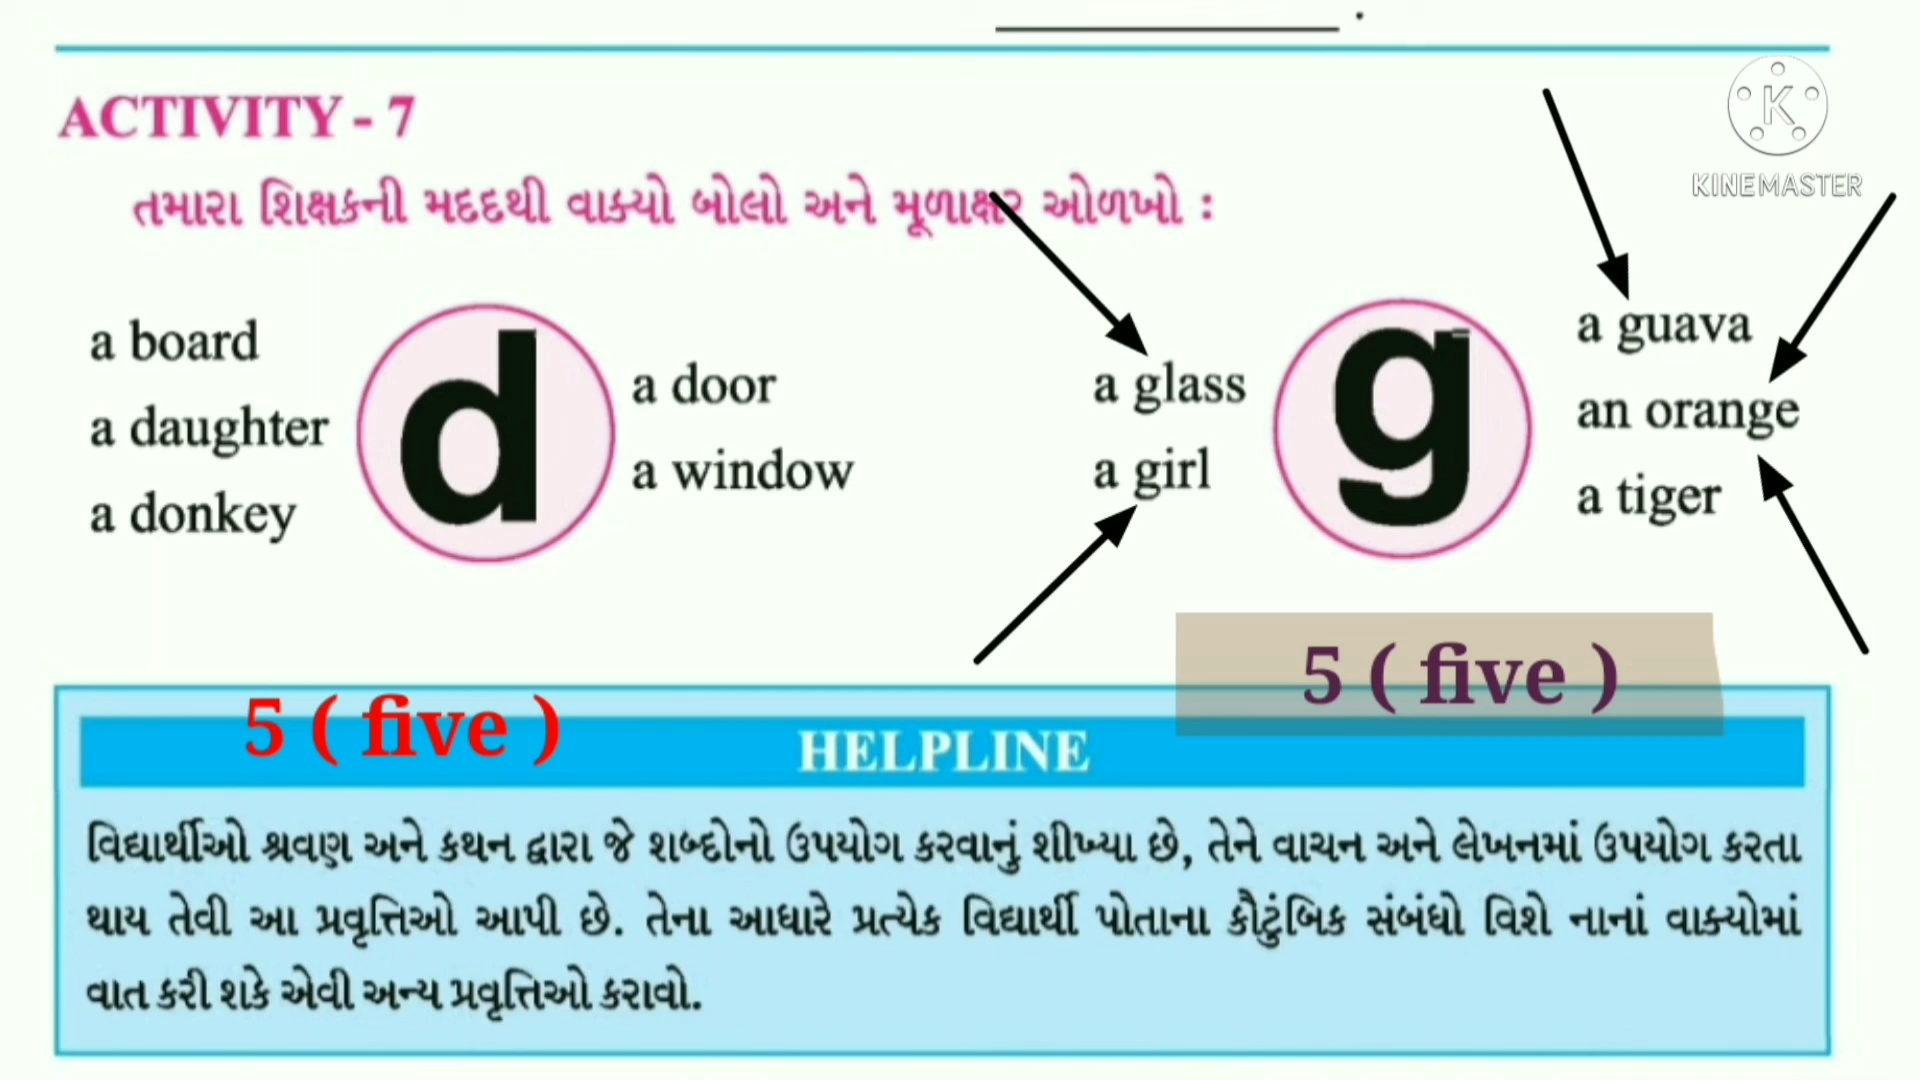 ACTIVITY - 7
KINEMASTER
તમારા શિક્ષકની મદદથી વાક્યો બોલો અને મૂળાક્ષર ઓળખો :
a board
a daughter
a donkey
d
a door
a window
a glass
a girl
g
a guava
an orange
a tiger
5 ( five )
5 ( five )
HELPLINE
વિદ્યાર્થીઓ શ્રવણ અને કથન દ્વારા જે શબ્દોનો ઉપયોગ કરવાનું શીખ્યા છે, તેને વાચન અને લેખનમાં ઉપયોગ કરતા
થાય તેવી આ પ્રવૃત્તિઓ આપી છે. તેના આધારે પ્રત્યેક વિદ્યાર્થી પોતાના કૌટુંબિક સંબંધો વિશે નાનાં વાક્યોમાં
વાત કરી શકે એવી અન્ય પ્રવૃત્તિઓ કરાવો.